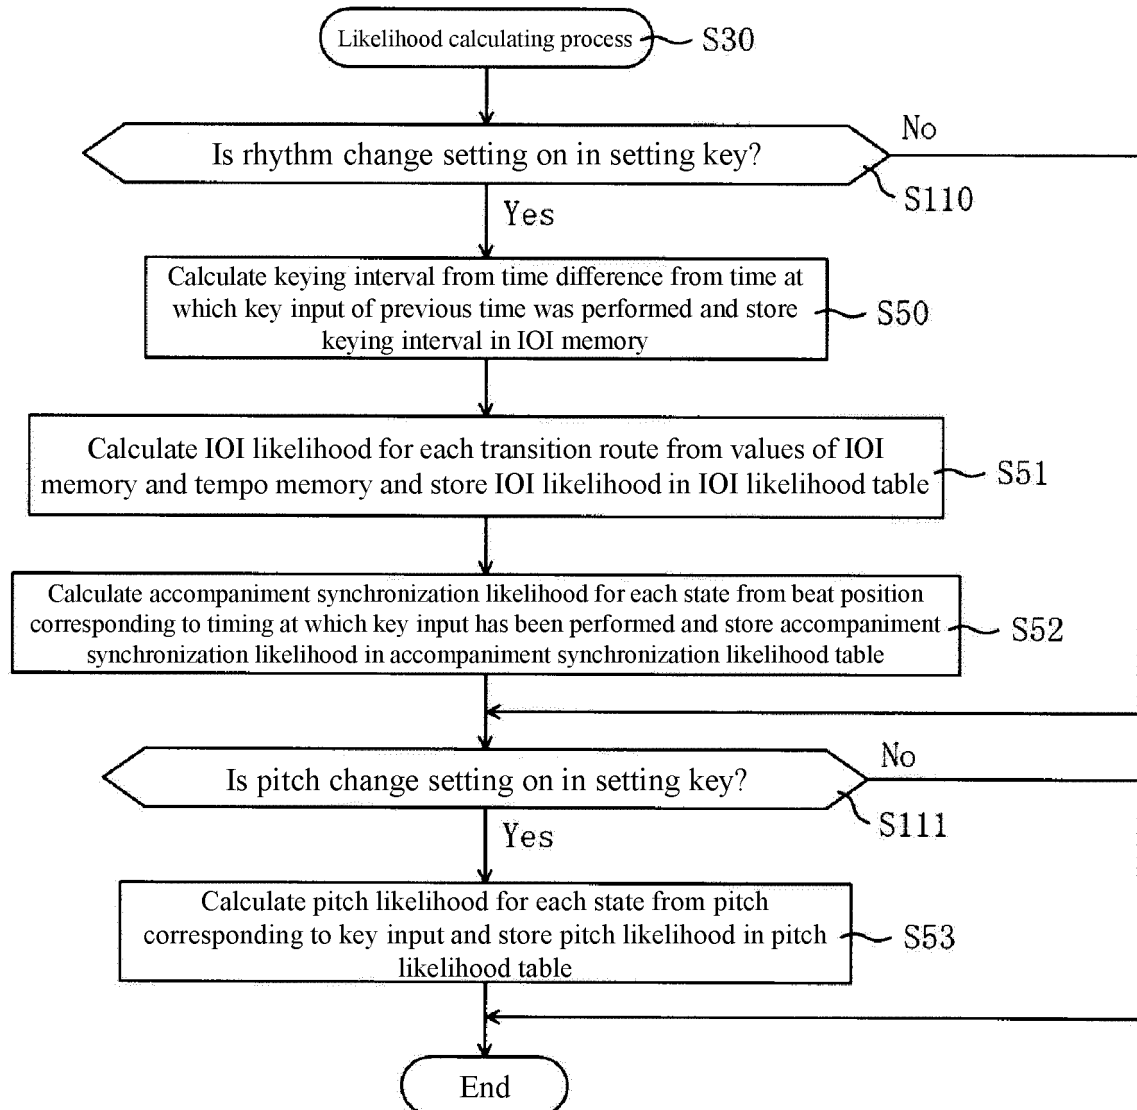 Likelihood calculating process
S30
No
Is rhythm change setting on in setting key?
S110
Yes
Calculate keying interval from time difference from time at
which key input of previous time was performed and store
keying interval in IOI memory
S50
Calculate IOI likelihood for each transition route from values of IOI
memory and tempo memory and store IOI likelihood in IOI likelihood table
S51
Calculate accompaniment synchronization likelihood for each state from beat position
corresponding to timing at which key input has been performed and store accompaniment
synchronization likelihood in accompaniment synchronization likelihood table
S52
No
Is pitch change setting on in setting key?
S111
Yes
Calculate pitch likelihood for each state from pitch
corresponding to key input and store pitch likelihood in pitch
likelihood table
S53
End